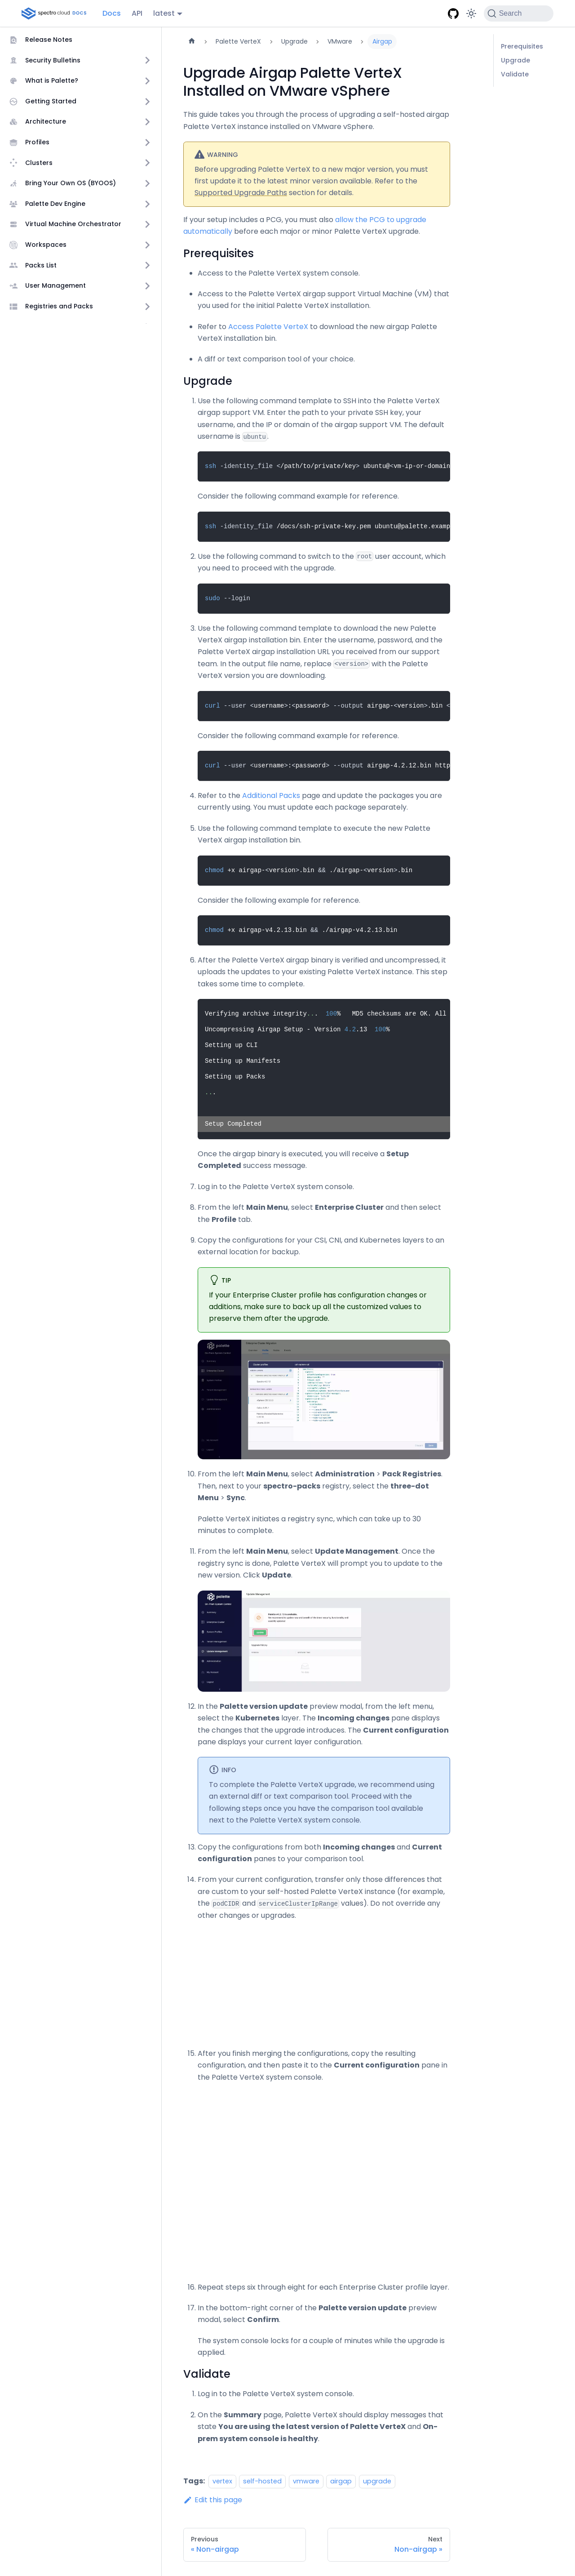 spectro cloud DOCS
Docs
API
latest
Search
Release Notes
Security Bulletins
What is Palette?
Getting Started
Architecture
Profiles
Clusters
Bring Your Own OS (BYOOS)
Palette Dev Engine
Virtual Machine Orchestrator
Workspaces
Packs List
User Management
Registries and Packs
Palette VerteX
Upgrade
VMware
Airgap
Prerequisites
Upgrade
Validate
Upgrade Airgap Palette VerteX
Installed on VMware vSphere
This guide takes you through the process of upgrading a self-hosted airgap
Palette VerteX instance installed on VMware vSphere.
WARNING
Before upgrading Palette VerteX to a new major version, you must
first update it to the latest minor version available. Refer to the
Supported Upgrade Paths section for details.
If your setup includes a PCG, you must also allow the PCG to upgrade
automatically before each major or minor Palette VerteX upgrade.
Prerequisites
Access to the Palette VerteX system console.
Access to the Palette VerteX airgap support Virtual Machine (VM) that
you used for the initial Palette VerteX installation.
Refer to Access Palette VerteX to download the new airgap Palette
VerteX installation bin.
A diff or text comparison tool of your choice.
Upgrade
1. Use the following command template to SSH into the Palette VerteX
airgap support VM. Enter the path to your private SSH key, your
username, and the IP or domain of the airgap support VM. The default
username is ubuntu.
ssh -identity_file </path/to/private/key> ubuntu@<vm-ip-or-domain
Consider the following command example for reference.
ssh -identity_file /docs/ssh-private-key.pem ubuntu@palette.examp
2. Use the following command to switch to the root user account, which
you need to proceed with the upgrade.
sudo --login
3. Use the following command template to download the new Palette
VerteX airgap installation bin. Enter the username, password, and the
Palette VerteX airgap installation URL you received from our support
team. In the output file name, replace <version> with the Palette
VerteX version you are downloading.
curl --user <username>:<password> --output airgap-<version>.bin <
Consider the following command example for reference.
curl --user <username>:<password> --output airgap-4.2.12.bin http
4. Refer to the Additional Packs page and update the packages you are
currently using. You must update each package separately.
5. Use the following command template to execute the new Palette
VerteX airgap installation bin.
chmod +x airgap-<version>.bin && ./airgap-<version>.bin
Consider the following example for reference.
chmod +x airgap-v4.2.13.bin && ./airgap-v4.2.13.bin
6. After the Palette VerteX airgap binary is verified and uncompressed, it
uploads the updates to your existing Palette VerteX instance. This step
takes some time to complete.
Verifying archive integrity... 100% MD5 checksums are OK. All
Uncompressing Airgap Setup - Version 4.2.13 100%
Setting up CLI
Setting up Manifests
Setting up Packs
...
Setup Completed
Once the airgap binary is executed, you will receive a Setup
Completed success message.
7. Log in to the Palette VerteX system console.
8. From the left Main Menu, select Enterprise Cluster and then select
the Profile tab.
9. Copy the configurations for your CSI, CNI, and Kubernetes layers to an
external location for backup.
TIP
If your Enterprise Cluster profile has configuration changes or
additions, make sure to back up all the customized values to
preserve them after the upgrade.
palette
10. From the left Main Menu, select Administration > Pack Registries.
Then, next to your spectro-packs registry, select the three-dot
Menu > Sync.
Palette VerteX initiates a registry sync, which can take up to 30
minutes to complete.
11. From the left Main Menu, select Update Management. Once the
registry sync is done, Palette VerteX will prompt you to update to the
new version. Click Update.
palette
12. In the Palette version update preview modal, from the left menu,
select the Kubernetes layer. The Incoming changes pane displays
the changes that the upgrade introduces. The Current configuration
pane displays your current layer configuration.
INFO
To complete the Palette VerteX upgrade, we recommend using
an external diff or text comparison tool. Proceed with the
following steps once you have the comparison tool available
next to the Palette VerteX system console.
13. Copy the configurations from both Incoming changes and Current
configuration panes to your comparison tool.
14. From your current configuration, transfer only those differences that
are custom to your self-hosted Palette VerteX instance (for example,
the podCIDR and serviceClusterIpRange values). Do not override any
other changes or upgrades.
15. After you finish merging the configurations, copy the resulting
configuration, and then paste it to the Current configuration pane in
the Palette VerteX system console.
16. Repeat steps six through eight for each Enterprise Cluster profile layer.
17. In the bottom-right corner of the Palette version update preview
modal, select Confirm.
The system console locks for a couple of minutes while the upgrade is
applied.
Validate
1. Log in to the Palette VerteX system console.
2. On the Summary page, Palette VerteX should display messages that
state You are using the latest version of Palette VerteX and On-
prem system console is healthy.
Tags: vertex self-hosted vmware airgap upgrade
Edit this page
Previous
« Non-airgap
Next
Non-airgap »